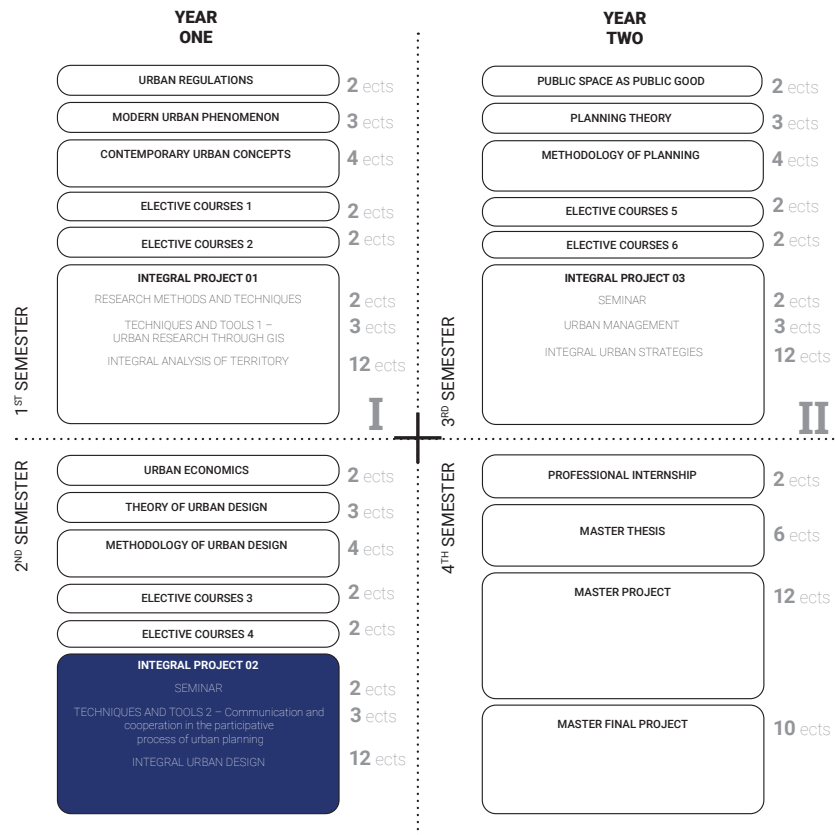 YEAR
ONE
1ST SEMESTER
URBAN REGULATIONS 2 ects
MODERN URBAN PHENOMENON 3 ects
CONTEMPORARY URBAN CONCEPTS 4 ects
ELECTIVE COURSES 1 2 ects
ELECTIVE COURSES 2 2 ects
INTEGRAL PROJECT 01
RESEARCH METHODS AND TECHNIQUES 2 ects
TECHNIQUES AND TOOLS 1 – 3 ects
URBAN RESEARCH THROUGH GIS
INTEGRAL ANALYSIS OF TERRITORY 12 ects
I
2ND SEMESTER
URBAN ECONOMICS 2 ects
THEORY OF URBAN DESIGN 3 ects
METHODOLOGY OF URBAN DESIGN 4 ects
ELECTIVE COURSES 3 2 ects
ELECTIVE COURSES 4 2 ects
INTEGRAL PROJECT 02
SEMINAR 2 ects
TECHNIQUES AND TOOLS 2 – Communication and 3 ects
cooperation in the participative
process of urban planning
INTEGRAL URBAN DESIGN 12 ects
YEAR
TWO
3RD SEMESTER
PUBLIC SPACE AS PUBLIC GOOD 2 ects
PLANNING THEORY 3 ects
METHODOLOGY OF PLANNING 4 ects
ELECTIVE COURSES 5 2 ects
ELECTIVE COURSES 6 2 ects
INTEGRAL PROJECT 03
SEMINAR 2 ects
URBAN MANAGEMENT 3 ects
INTEGRAL URBAN STRATEGIES 12 ects
II
4TH SEMESTER
PROFESSIONAL INTERNSHIP 2 ects
MASTER THESIS 6 ects
MASTER PROJECT 12 ects
MASTER FINAL PROJECT 10 ects